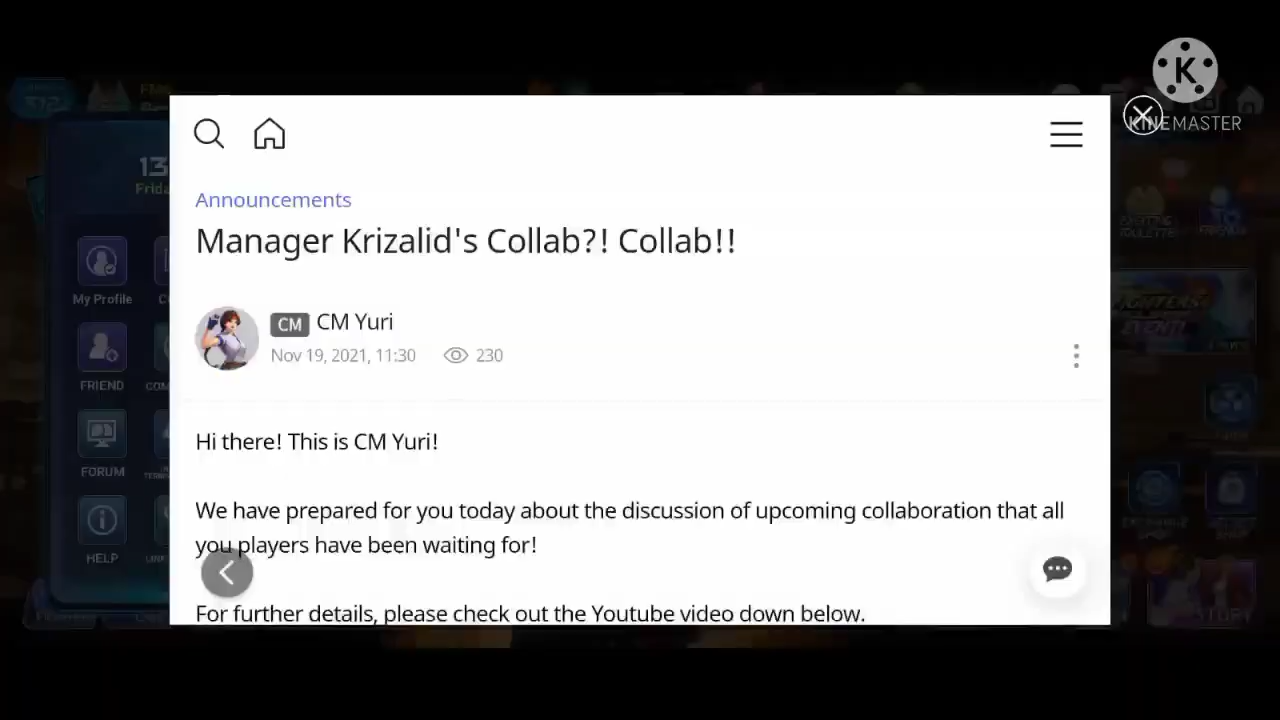 K
KINEMASTER
Announcements
Manager Krizalid's Collab?! Collab!!
CM CM Yuri
Nov 19, 2021, 11:30 230
Hi there! This is CM Yuri!
We have prepared for you today about the discussion of upcoming collaboration that all
you players have been waiting for!
For further details, please check out the Youtube video down below.
My Profile
FRIEND
FORUM
HELP